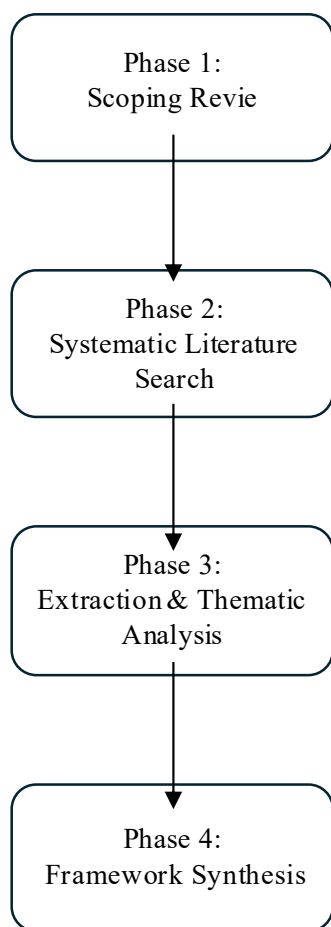 Phase 1:
Scoping Revie
Phase 2:
Systematic Literature
Search
Phase 3:
Extraction & Thematic
Analysis
Phase 4:
Framework Synthesis